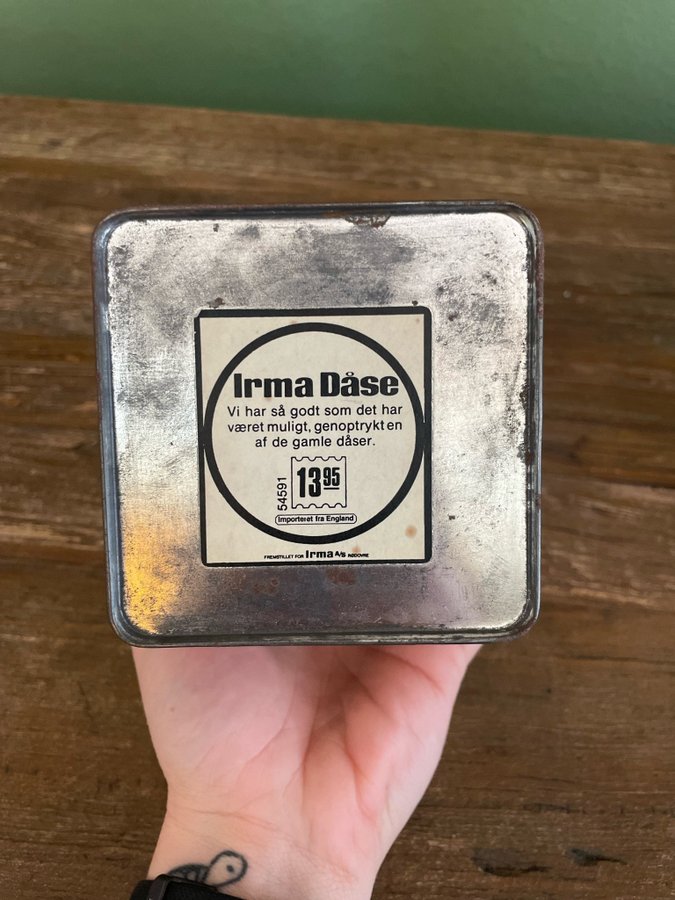 Irma Dåse
Vi har så godt som det har
været muligt, genoptrykt en
af de gamle dåser.
54591
13 95
Importeret fra England
FREMSTILLET FOR Irma A/S RØDOVRE